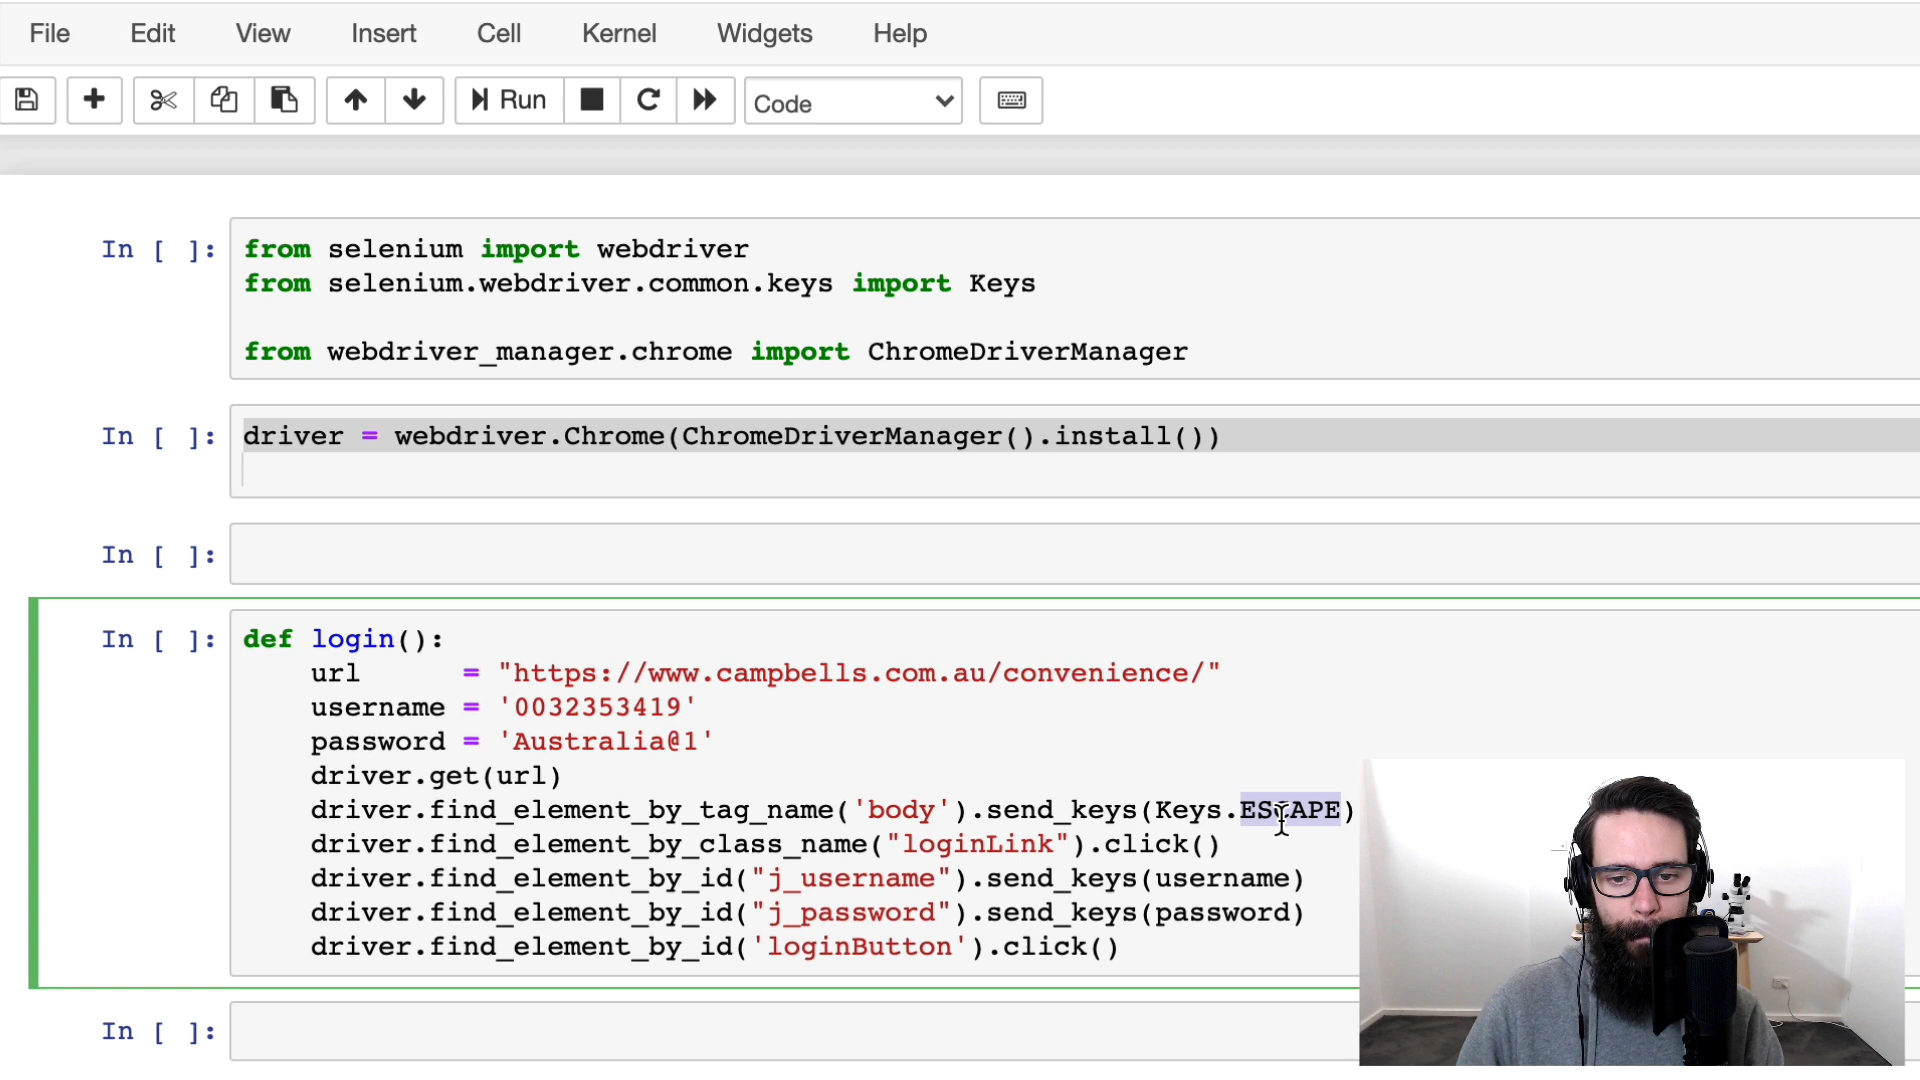 File Edit View Insert Cell Kernel Widgets Help
Run Code
In [ ]: from selenium import webdriver
from selenium.webdriver.common.keys import Keys
from webdriver_manager.chrome import ChromeDriverManager
In [ ]: driver = webdriver.Chrome(ChromeDriverManager().install())
In [ ]:
In [ ]: def login():
url = "https://www.campbells.com.au/convenience/"
username = '0032353419'
password = 'Australia@1'
driver.get(url)
driver.find_element_by_tag_name('body').send_keys(Keys.ESCAPE)
driver.find_element_by_class_name("loginLink").click()
driver.find_element_by_id("j_username").send_keys(username)
driver.find_element_by_id("j_password").send_keys(password)
driver.find_element_by_id('loginButton').click()
In [ ]: